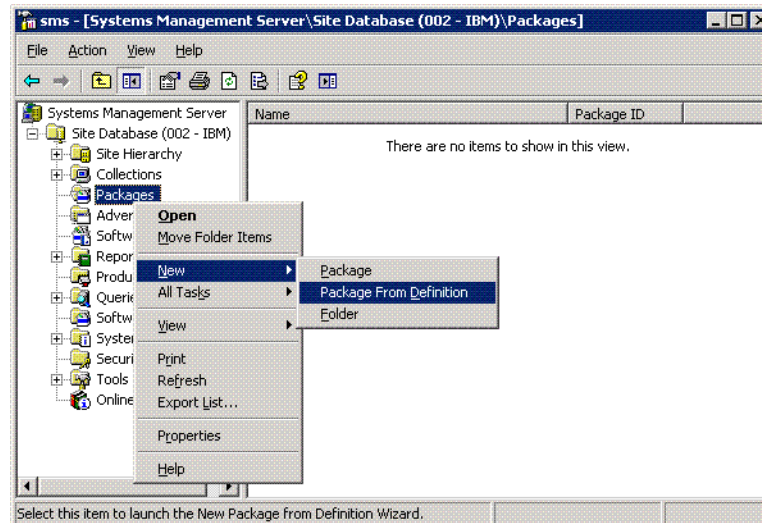 sms - [Systems Management Server\Site Database (002 - IBM)\Packages]
File Action View Help
Systems Management Server
Site Database (002 - IBM)
Site Hierarchy
Collections
Packages
Adver
Softw
Repor
Produ
Querie
Softw
System
Securi
Tools
Online
Name Package ID
There are no items to show in this view.
Open
Move Folder Items
New
All Tasks
View
Print
Refresh
Export List...
Properties
Help
Package
Package From Definition
Folder
Select this item to launch the New Package from Definition Wizard.